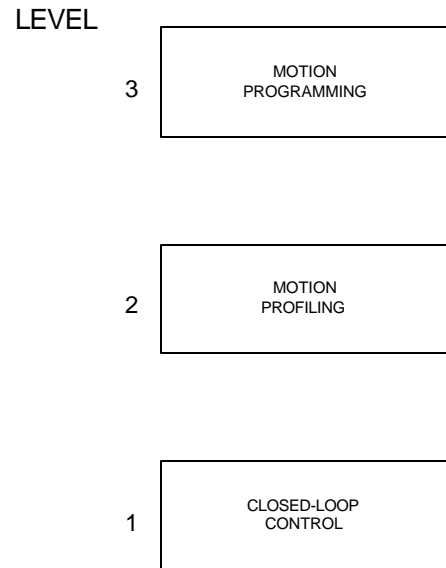 LEVEL
3
MOTION
PROGRAMMING
2
MOTION
PROFILING
1
CLOSED-LOOP
CONTROL